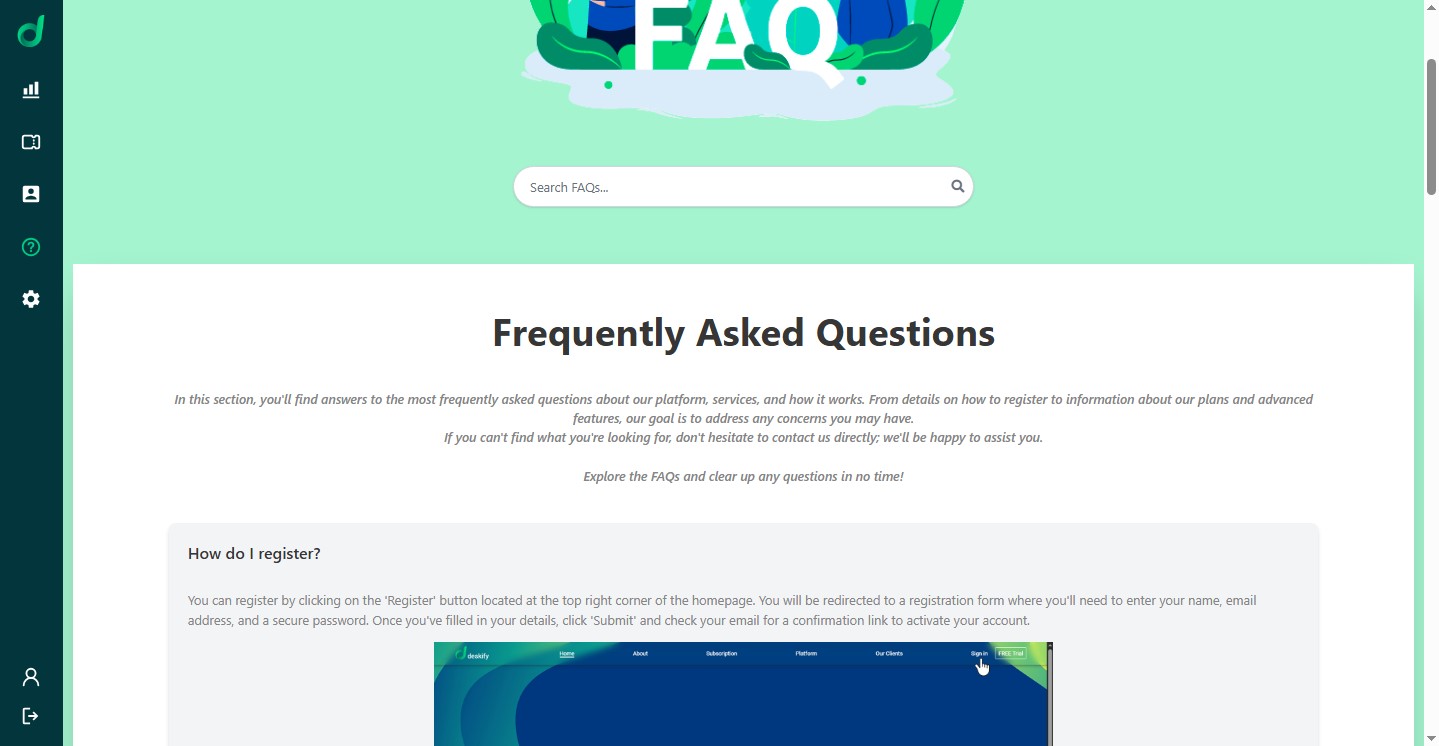 FAQ
Search FAQs...
Frequently Asked Questions
In this section, you'll find answers to the most frequently asked questions about our platform, services, and how it works. From details on how to register to information about our plans and advanced
features, our goal is to address any concerns you may have.
If you can't find what you're looking for, don't hesitate to contact us directly; we'll be happy to assist you.
Explore the FAQs and clear up any questions in no time!
How do I register?
You can register by clicking on the 'Register' button located at the top right corner of the homepage. You will be redirected to a registration form where you'll need to enter your name, email
address, and a secure password. Once you've filled in your details, click 'Submit' and check your email for a confirmation link to activate your account.
deskify Home About Subscription Platform Our Clients Sign in FREE Trial